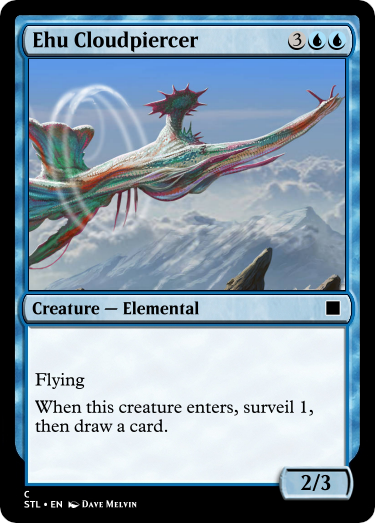 Ehu Cloudpiercer 3
Creature — Elemental
Flying
When this creature enters, surveil 1,
then draw a card.
2/3
C
STL • EN Dave Melvin